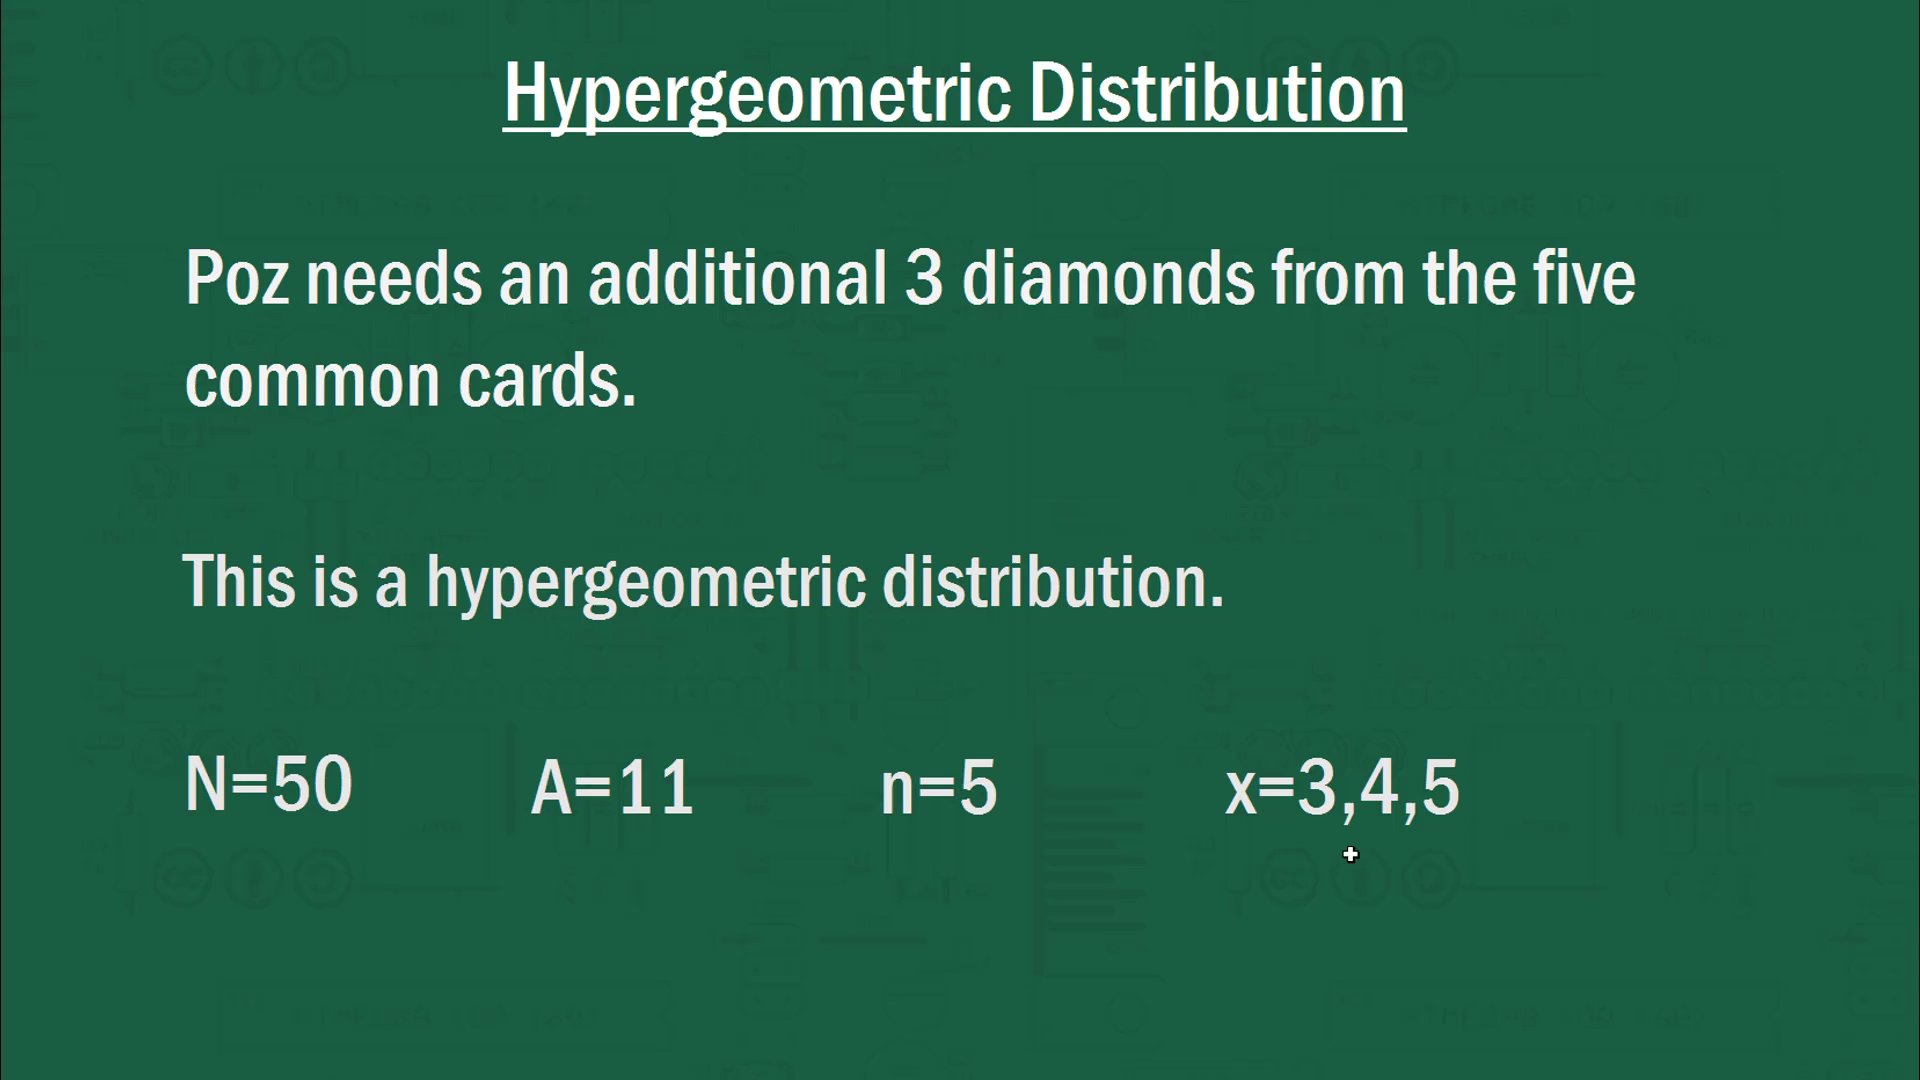 Hypergeometric Distribution
Poz needs an additional 3 diamonds from the five
common cards.
This is a hypergeometric distribution.
N=50 A=11 n=5 x=3,4,5